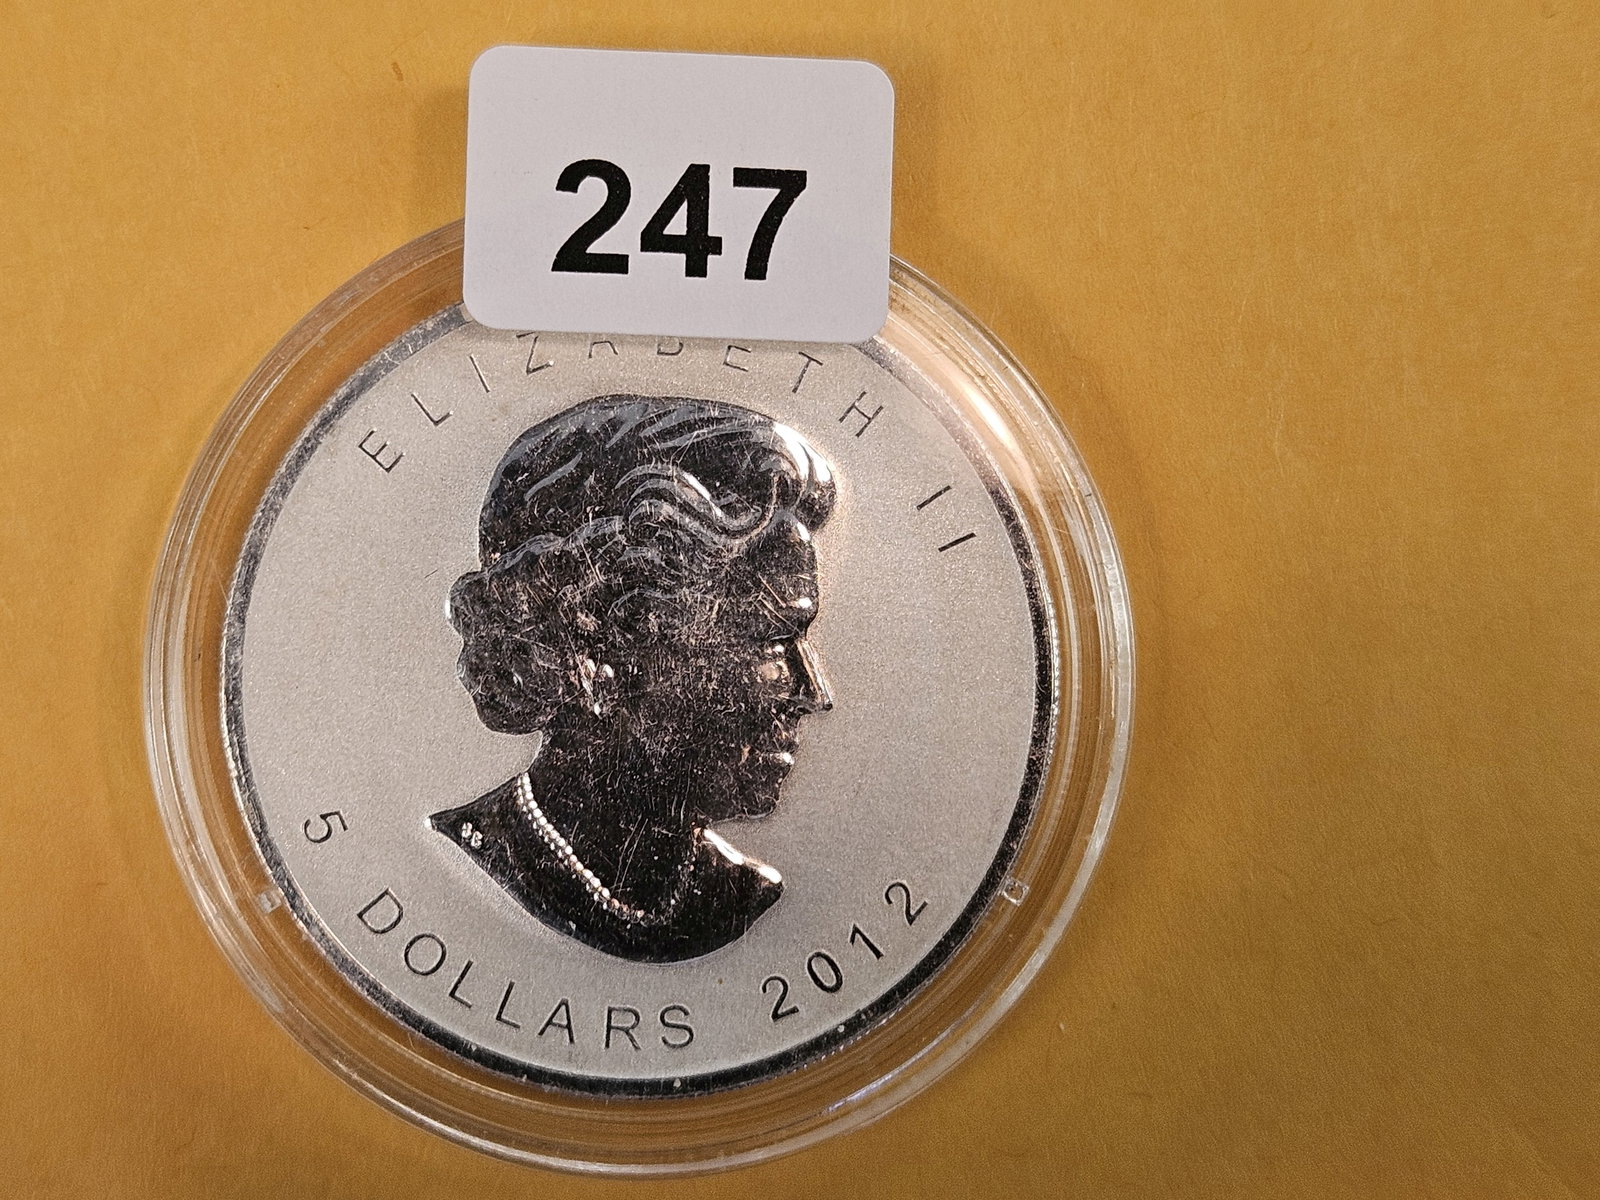 247
ELIZABETH II
5 DOLLARS 2012